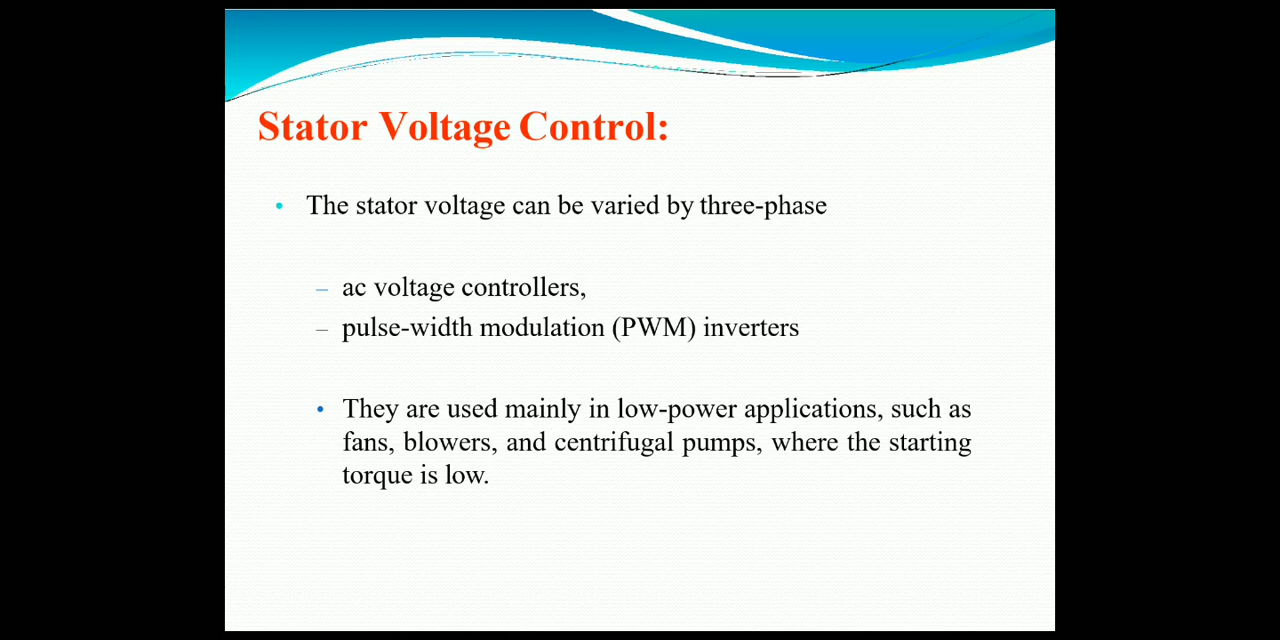 Stator Voltage Control:
• The stator voltage can be varied by three-phase
– ac voltage controllers,
– pulse-width modulation (PWM) inverters
• They are used mainly in low-power applications, such as
fans, blowers, and centrifugal pumps, where the starting
torque is low.